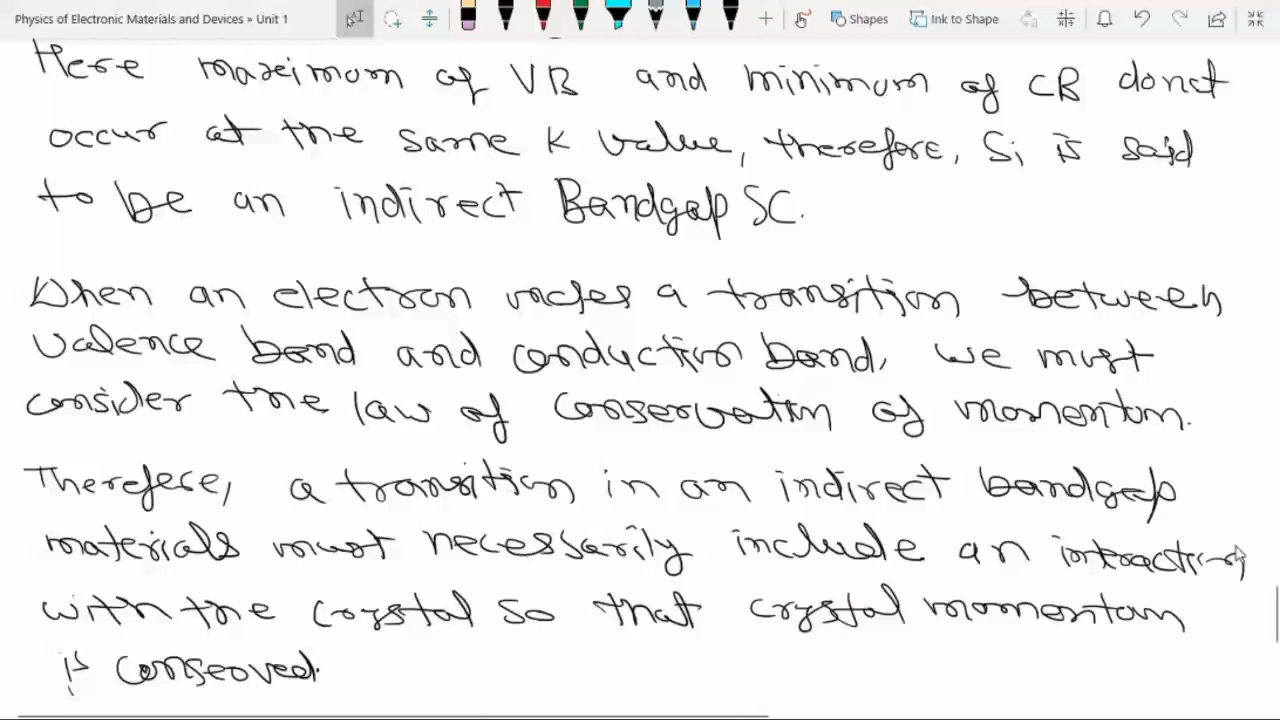 Physics of Electronic Materials and Devices » Unit 1
Shapes
Ink to Shape
Here maximum of VB and minimum of CB donot
occur at the same K value, therefore, Si is said
to be an indirect Bandgap SC.
When an electron makes a transition between
valence band and conduction band, we must
consider the law of conservation of momentum.
Therefore, a transition in an indirect bandgap
materials must necessarily include an interaction
with the crystal so that crystal momentum
is conserved.